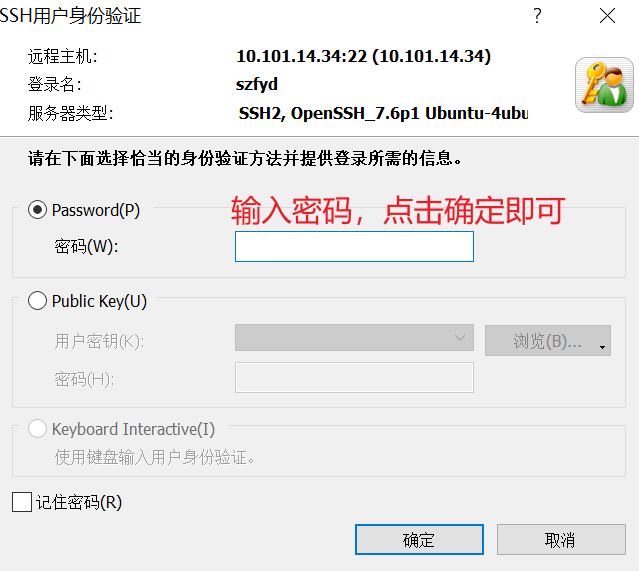 SSH用户身份验证
远程主机: 10.101.14.34:22 (10.101.14.34)
登录名: szfyd
服务器类型: SSH2, OpenSSH_7.6p1 Ubuntu-4ubu
请在下面选择恰当的身份验证方法并提供登录所需的信息。
Password(P) 输入密码，点击确定即可
密码(W):
Public Key(U)
用户密钥(K): 浏览(B)...
密码(H):
Keyboard Interactive(I)
使用键盘输入用户身份验证。
记住密码(R)
确定 取消